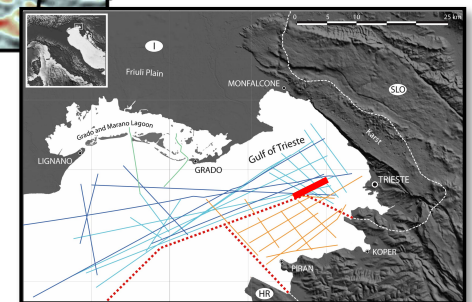 0 5 10 15 25 km
I
Friuli Plain
MONFALCONE
SLO
Grado and Marano Lagoon
Karst
LIGNANO
GRADO
Gulf of Trieste
TRIESTE
KOPER
PIRAN
HR